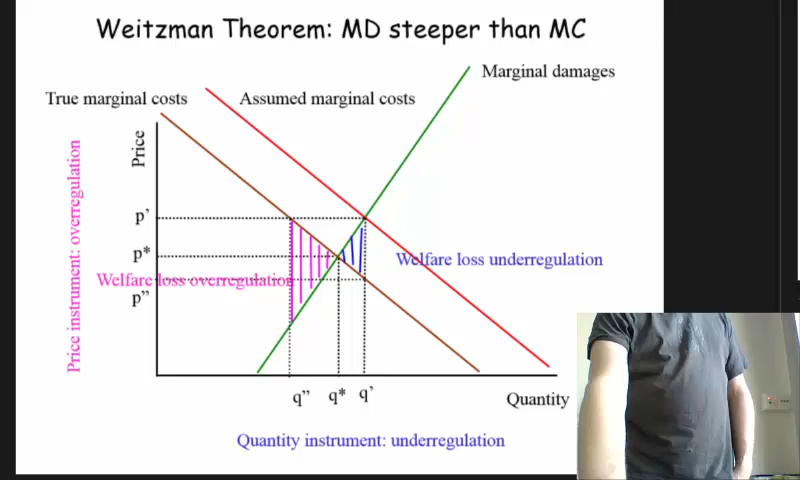 Weitzman Theorem: MD steeper than MC
Marginal damages
True marginal costs
Assumed marginal costs
Price instrument: overregulation
Price
p’
p*
Welfare loss overregulation
Welfare loss underregulation
p”
q”
q*
q’
Quantity
Quantity instrument: underregulation